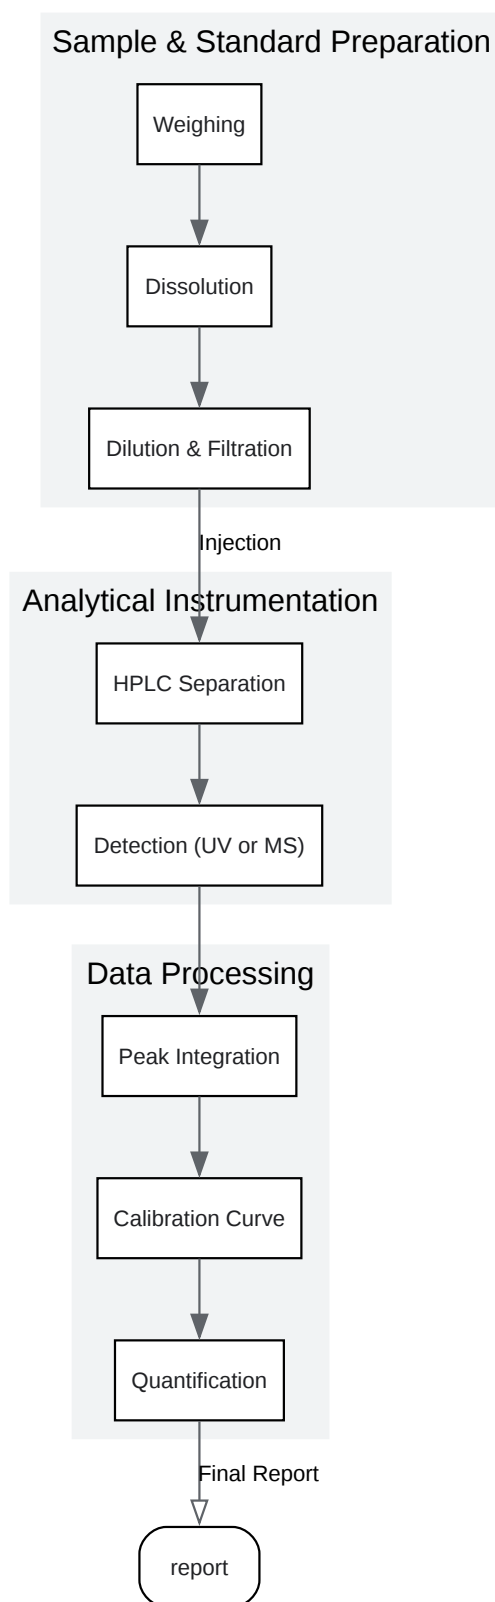 Sample & Standard Preparation
Weighing
Dissolution
Dilution & Filtration
Injection
Analytical Instrumentation
HPLC Separation
Detection (UV or MS)
Data Processing
Peak Integration
Calibration Curve
Quantification
Final Report
report